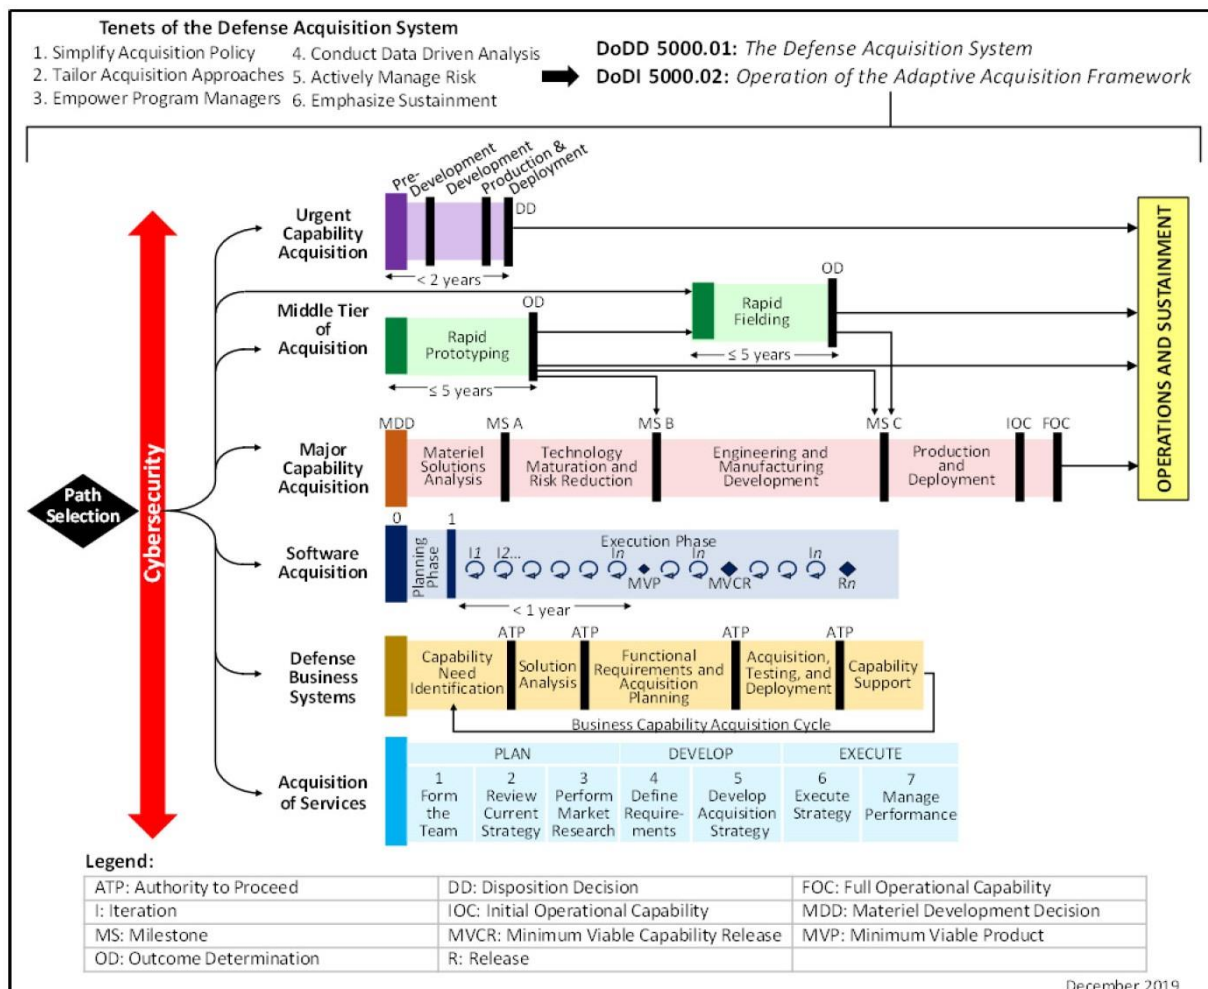 Tenets of the Defense Acquisition System
1. Simplify Acquisition Policy
2. Tailor Acquisition Approaches
3. Empower Program Managers
4. Conduct Data Driven Analysis
5. Actively Manage Risk
6. Emphasize Sustainment
DoDD 5000.01: The Defense Acquisition System
DoDI 5000.02: Operation of the Adaptive Acquisition Framework
Path
Selection
Cybersecurity
Urgent
Capability
Acquisition
Pre-
Development
Development
Production &
Deployment
DD
< 2 years
Middle Tier
of
Acquisition
Rapid
Prototyping
OD
≤ 5 years
Rapid
Fielding
OD
≤ 5 years
Major
Capability
Acquisition
MDD
Materiel
Solutions
Analysis
MS A
Technology
Maturation and
Risk Reduction
MS B
Engineering and
Manufacturing
Development
MS C
Production
and
Deployment
IOC
FOC
OPERATIONS AND SUSTAINMENT
Software
Acquisition
0
Planning
Phase
1
Execution Phase
I1
I2...
In
In
In
MVP
MVCR
Rn
< 1 year
Defense
Business
Systems
Capability
Need
Identification
ATP
Solution
Analysis
ATP
Functional
Requirements and
Acquisition
Planning
ATP
Acquisition,
Testing, and
Deployment
ATP
Capability
Support
Business Capability Acquisition Cycle
Acquisition
of Services
PLAN
DEVELOP
EXECUTE
1
Form
the
Team
2
Review
Current
Strategy
3
Perform
Market
Research
4
Define
Require-
ments
5
Develop
Acquisition
Strategy
6
Execute
Strategy
7
Manage
Performance
Legend:
ATP: Authority to Proceed
DD: Disposition Decision
FOC: Full Operational Capability
I: Iteration
IOC: Initial Operational Capability
MDD: Materiel Development Decision
MS: Milestone
MVCR: Minimum Viable Capability Release
MVP: Minimum Viable Product
OD: Outcome Determination
R: Release
December 2019